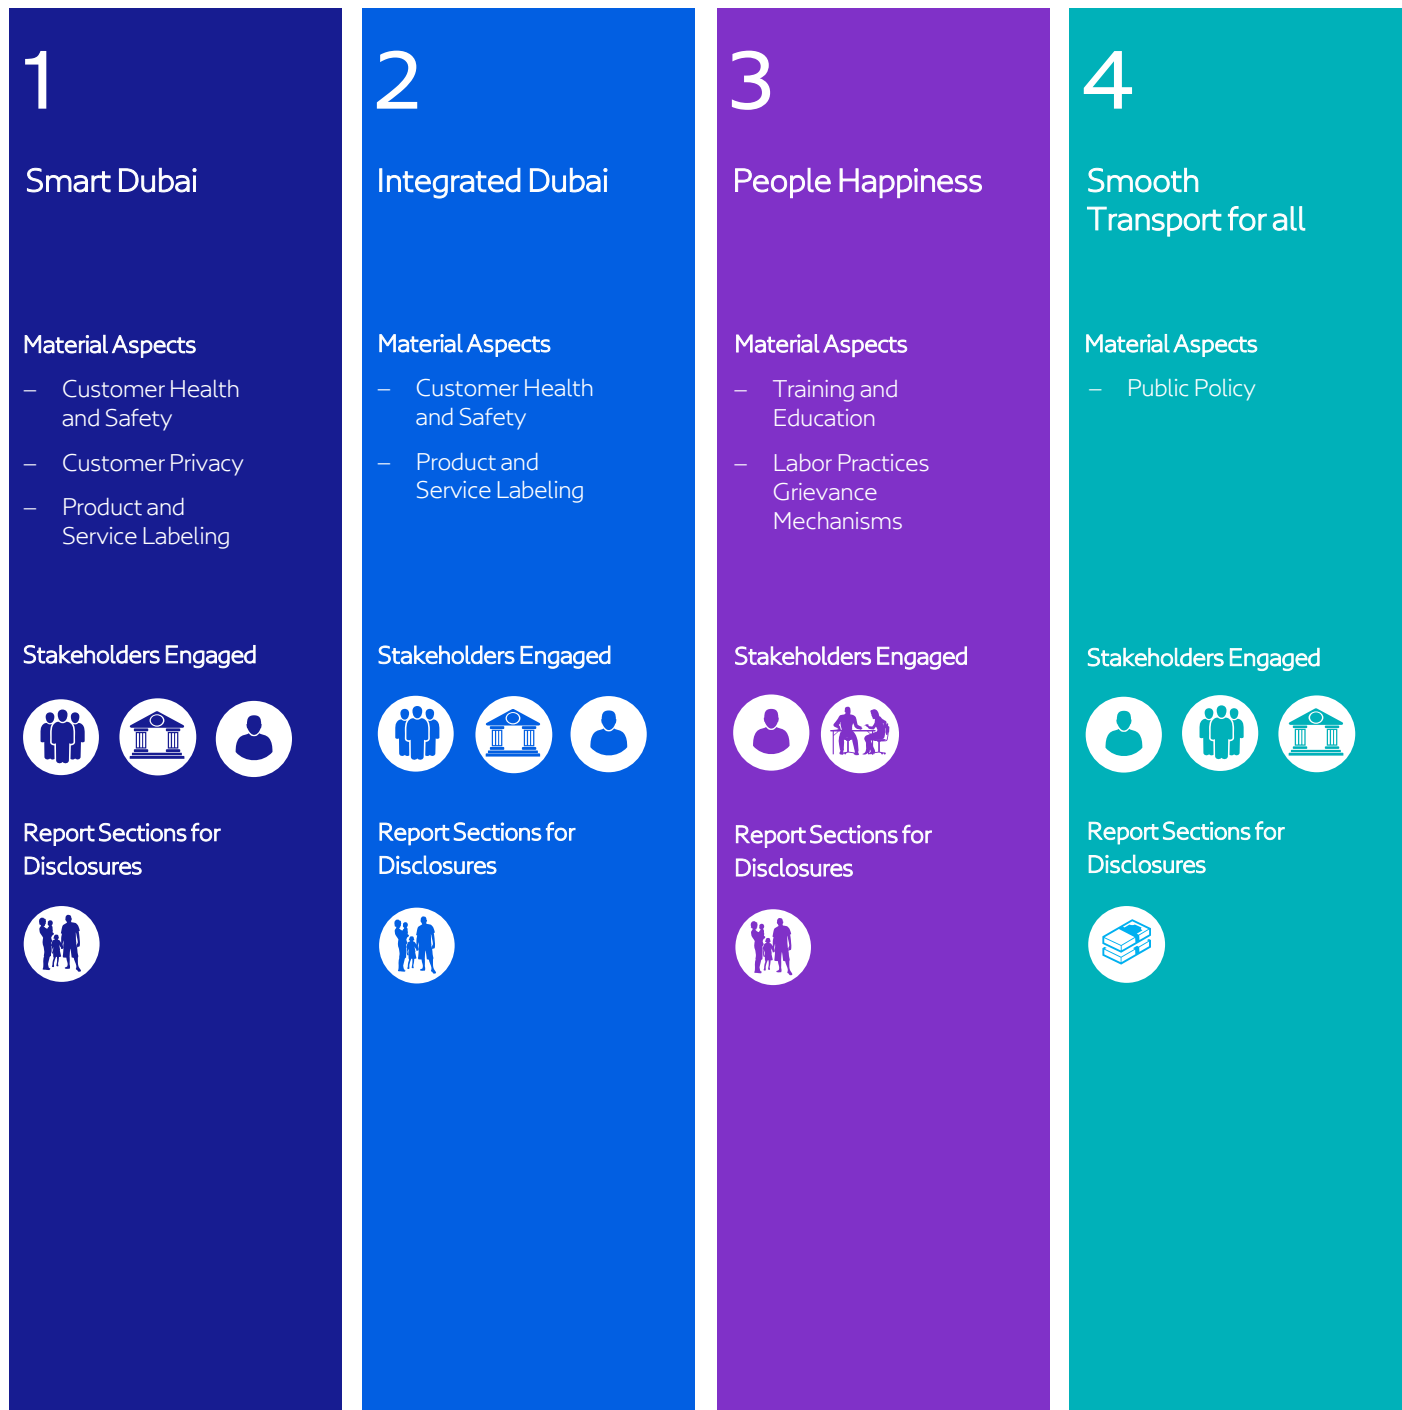 1
Smart Dubai
Material Aspects
– Customer Health
and Safety
– Customer Privacy
– Product and
Service Labeling
Stakeholders Engaged
Report Sections for
Disclosures
2
Integrated Dubai
Material Aspects
– Customer Health
and Safety
– Product and
Service Labeling
Stakeholders Engaged
Report Sections for
Disclosures
3
People Happiness
Material Aspects
– Training and
Education
– Labor Practices
Grievance
Mechanisms
Stakeholders Engaged
Report Sections for
Disclosures
4
Smooth
Transport for all
Material Aspects
– Public Policy
Stakeholders Engaged
Report Sections for
Disclosures